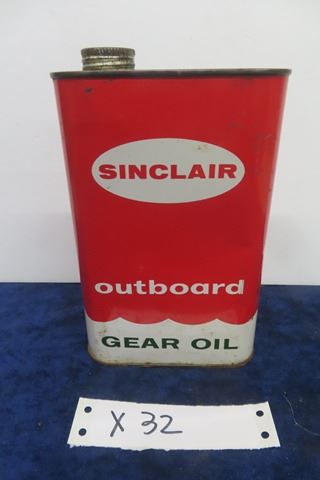 SINCLAIR
outboard
GEAR OIL
X 32